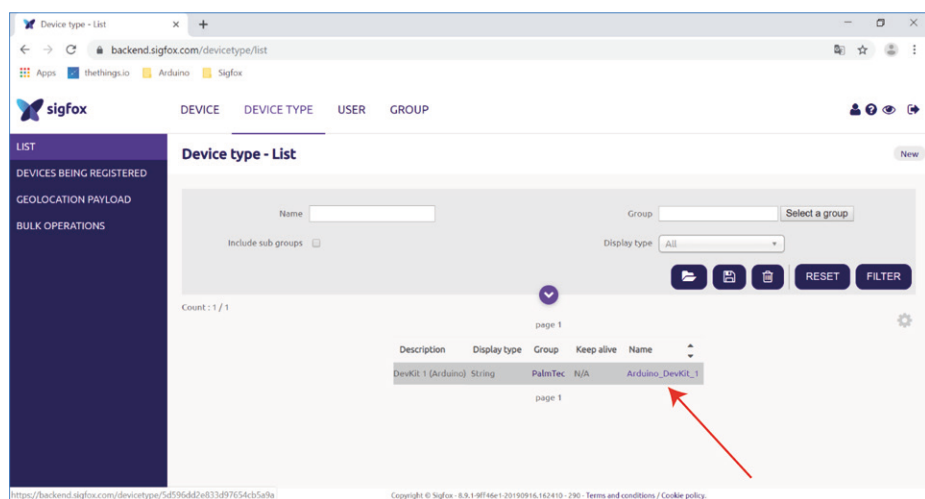 Device type - List
backend.sigfox.com/devicetype/list
Apps thethings.io Arduino Sigfox
sigfox DEVICE DEVICE TYPE USER GROUP
LIST
Device type - List New
DEVICES BEING REGISTERED
GEOLOCATION PAYLOAD
BULK OPERATIONS
Name Group Select a group
Include sub groups Display type All
RESET FILTER
Count : 1 / 1
page 1
Description Display type Group Keep alive Name
DevKit 1 (Arduino) String PalmTec N/A Arduino_DevKit_1
page 1
https://backend.sigfox.com/devicetype/5d596dd2e833d97654cb5a9a
Copyright © Sigfox - 8.9.1-9ff46e1-20190916.162410 - 290 - Terms and conditions / Cookie policy.